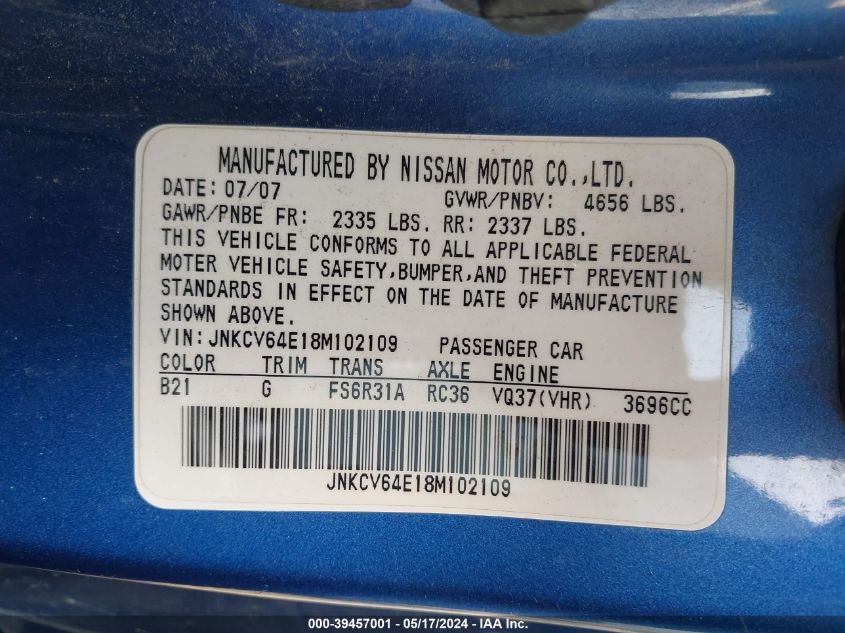 MANUFACTURED BY NISSAN MOTOR CO.,LTD.
DATE: 07/07 GVWR/PNBV: 4656 LBS.
GAWR/PNBE FR: 2335 LBS. RR: 2337 LBS.
THIS VEHICLE CONFORMS TO ALL APPLICABLE FEDERAL
MOTER VEHICLE SAFETY,BUMPER,AND THEFT PREVENTION
STANDARDS IN EFFECT ON THE DATE OF MANUFACTURE
SHOWN ABOVE.
VIN: JNKCV64E18M102109 PASSENGER CAR
COLOR TRIM TRANS AXLE ENGINE
B21 G FS6R31A RC36 VQ37(VHR) 3696CC
JNKCV64E18M102109
000-39457001 - 05/17/2024 - IAA Inc.